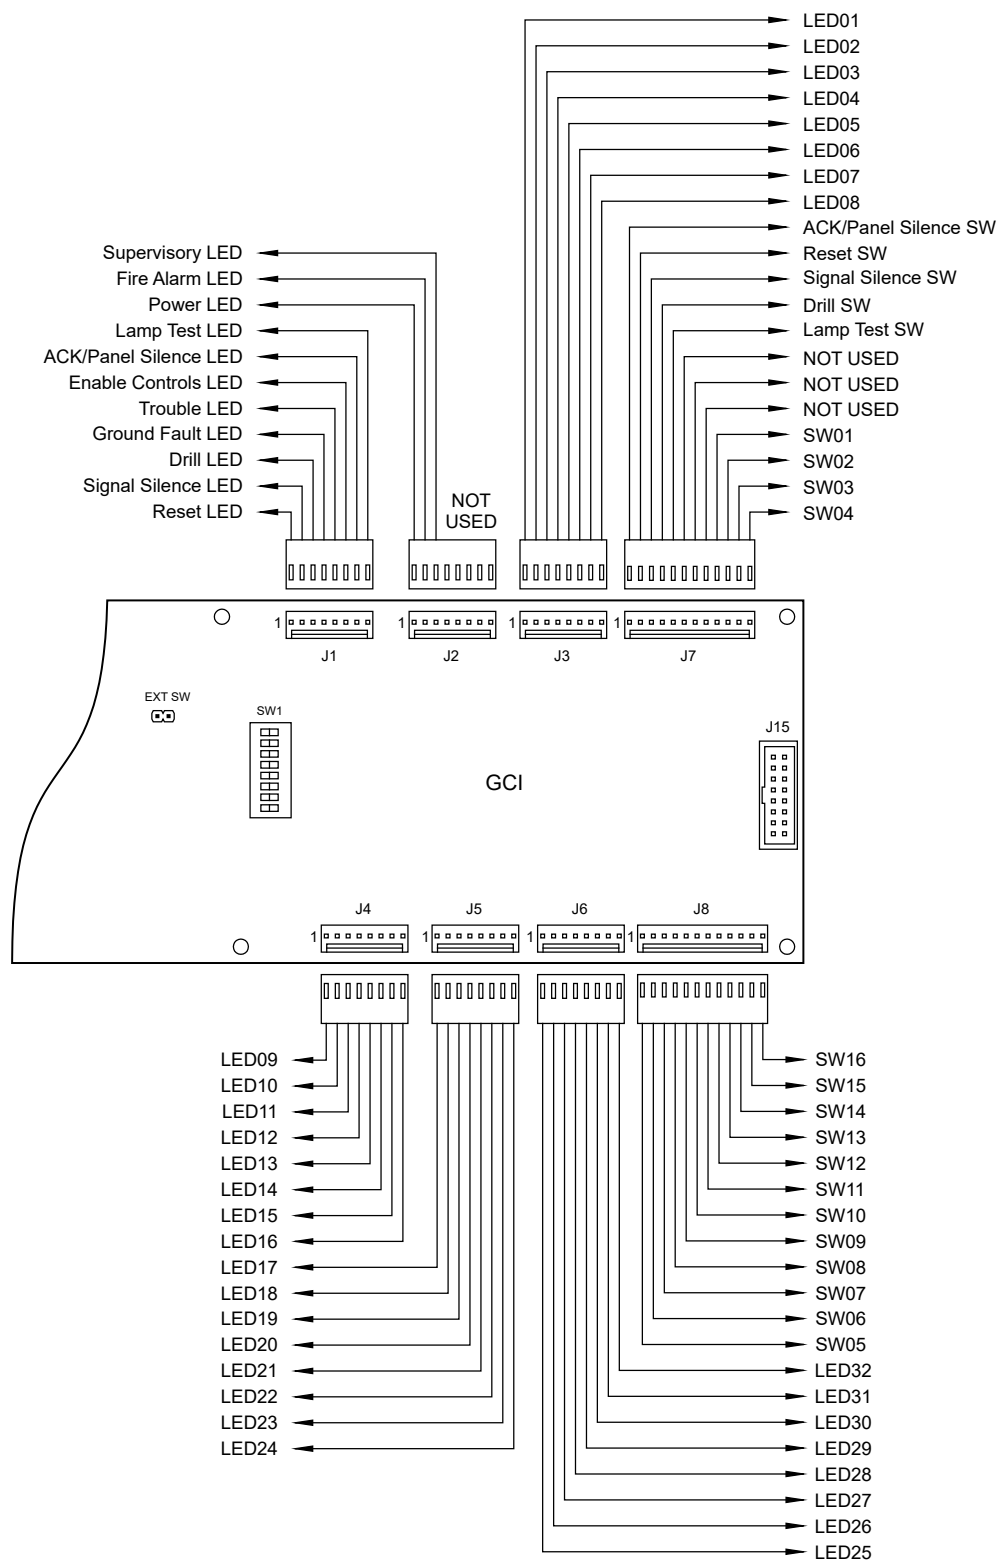 LED01
LED02
LED03
LED04
LED05
LED06
LED07
LED08
ACK/Panel Silence SW
Reset SW
Signal Silence SW
Drill SW
Lamp Test SW
NOT USED
NOT USED
NOT USED
SW01
SW02
SW03
SW04
Supervisory LED
Fire Alarm LED
Power LED
Lamp Test LED
ACK/Panel Silence LED
Enable Controls LED
Trouble LED
Ground Fault LED
Drill LED
Signal Silence LED
Reset LED
NOT
USED
1
1
1
1
J1
J2
J3
J7
EXT SW
SW1
J15
GCI
J4
J5
J6
J8
1
1
1
1
LED09
LED10
LED11
LED12
LED13
LED14
LED15
LED16
LED17
LED18
LED19
LED20
LED21
LED22
LED23
LED24
SW16
SW15
SW14
SW13
SW12
SW11
SW10
SW09
SW08
SW07
SW06
SW05
LED32
LED31
LED30
LED29
LED28
LED27
LED26
LED25